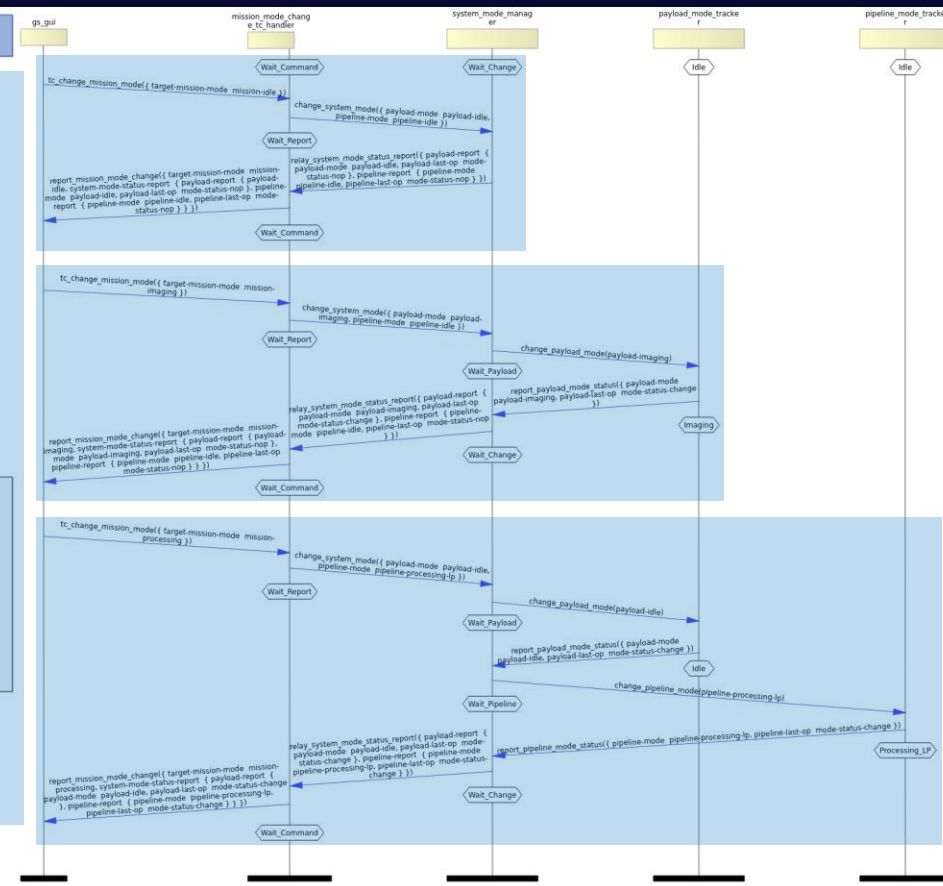 gs_gui
mission_mode_chang
e_tc_handler
system_mode_manag
er
payload_mode_tracke
r
pipeline_mode_tracke
r
Wait_Command
Wait_Change
Idle
Idle
tc_change_mission_mode({ target-mission-mode mission-idle })
change_system_mode({ payload-mode payload-idle,
pipeline-mode pipeline-idle })
Wait_Report
relay_system_mode_status_report({ payload-report {
payload-mode payload-idle, payload-last-op mode-
status-nop }, pipeline-report { pipeline-mode
pipeline-idle, pipeline-last-op mode-status-nop } })
report_mission_mode_change({ target-mission-mode mission-
idle, system-mode-status-report { payload-report { payload-
mode payload-idle, payload-last-op mode-status-nop }, pipeline-
report { pipeline-mode pipeline-idle, pipeline-last-op mode-
status-nop } } })
Wait_Command
tc_change_mission_mode({ target-mission-mode mission-
imaging })
change_system_mode({ payload-mode payload-
imaging, pipeline-mode pipeline-idle })
Wait_Report
change_payload_mode(payload-imaging)
Wait_Payload
report_payload_mode_status({ payload-mode
payload-imaging, payload-last-op mode-status-change
})
Imaging
relay_system_mode_status_report({ payload-report {
payload-mode payload-imaging, payload-last-op
mode-status-change }, pipeline-report { pipeline-
mode pipeline-idle, pipeline-last-op mode-status-nop
} })
Wait_Change
report_mission_mode_change({ target-mission-mode mission-
imaging, system-mode-status-report { payload-report { payload-
mode payload-imaging, payload-last-op mode-status-nop },
pipeline-report { pipeline-mode pipeline-idle, pipeline-last-op
mode-status-nop } } })
Wait_Command
tc_change_mission_mode({ target-mission-mode mission-
processing })
change_system_mode({ payload-mode payload-idle,
pipeline-mode pipeline-processing-lp })
Wait_Report
change_payload_mode(payload-idle)
Wait_Payload
report_payload_mode_status({ payload-mode
payload-idle, payload-last-op mode-status-change })
Idle
change_pipeline_mode(pipeline-processing-lp)
Wait_Pipeline
report_pipeline_mode_status({ pipeline-mode pipeline-processing-lp, pipeline-last-op mode-status-change })
Processing_LP
relay_system_mode_status_report({ payload-report {
payload-mode payload-idle, payload-last-op mode-
status-change }, pipeline-report { pipeline-mode
pipeline-processing-lp, pipeline-last-op mode-status-
change } })
Wait_Change
report_mission_mode_change({ target-mission-mode mission-
processing, system-mode-status-report { payload-report {
payload-mode payload-idle, payload-last-op mode-status-change
}, pipeline-report { pipeline-mode pipeline-processing-lp,
pipeline-last-op mode-status-change } } })
Wait_Command